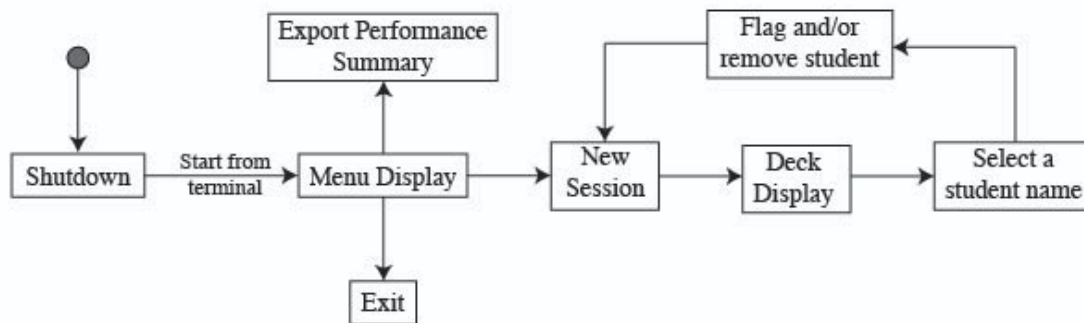 Export Performance
Summary
Flag and/or
remove student
Shutdown
Start from
terminal
Menu Display
New
Session
Deck
Display
Select a
student name
Exit